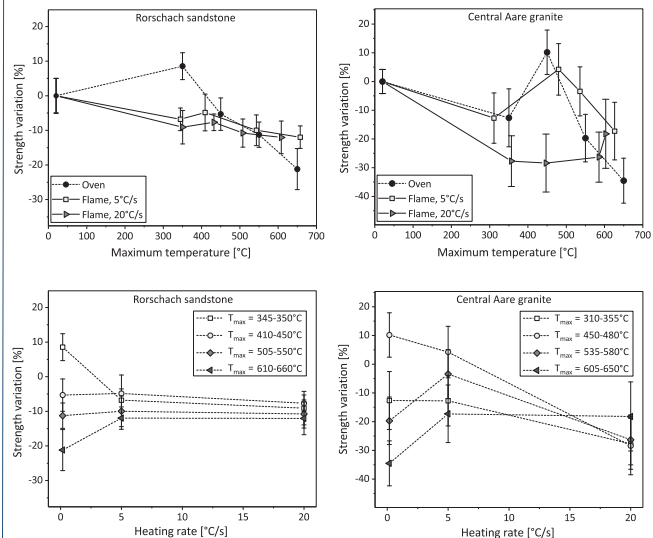 Rorschach sandstone
Strength variation [%]
20
10
0
-10
-20
-30
Oven
Flame, 5°C/s
Flame, 20°C/s
0 100 200 300 400 500 600 700
Maximum temperature [°C]
Central Aare granite
Strength variation [%]
20
10
0
-10
-20
-30
-40
Oven
Flame, 5°C/s
Flame, 20°C/s
0 100 200 300 400 500 600 700
Maximum temperature [°C]
Rorschach sandstone
Strength variation [%]
20
10
0
-10
-20
-30
Tmax = 345-350°C
Tmax = 410-450°C
Tmax = 505-550°C
Tmax = 610-660°C
0 5 10 15 20
Heating rate [°C/s]
Central Aare granite
Strength variation [%]
20
10
0
-10
-20
-30
-40
Tmax = 310-355°C
Tmax = 450-480°C
Tmax = 535-580°C
Tmax = 605-650°C
0 5 10 15 20
Heating rate [°C/s]